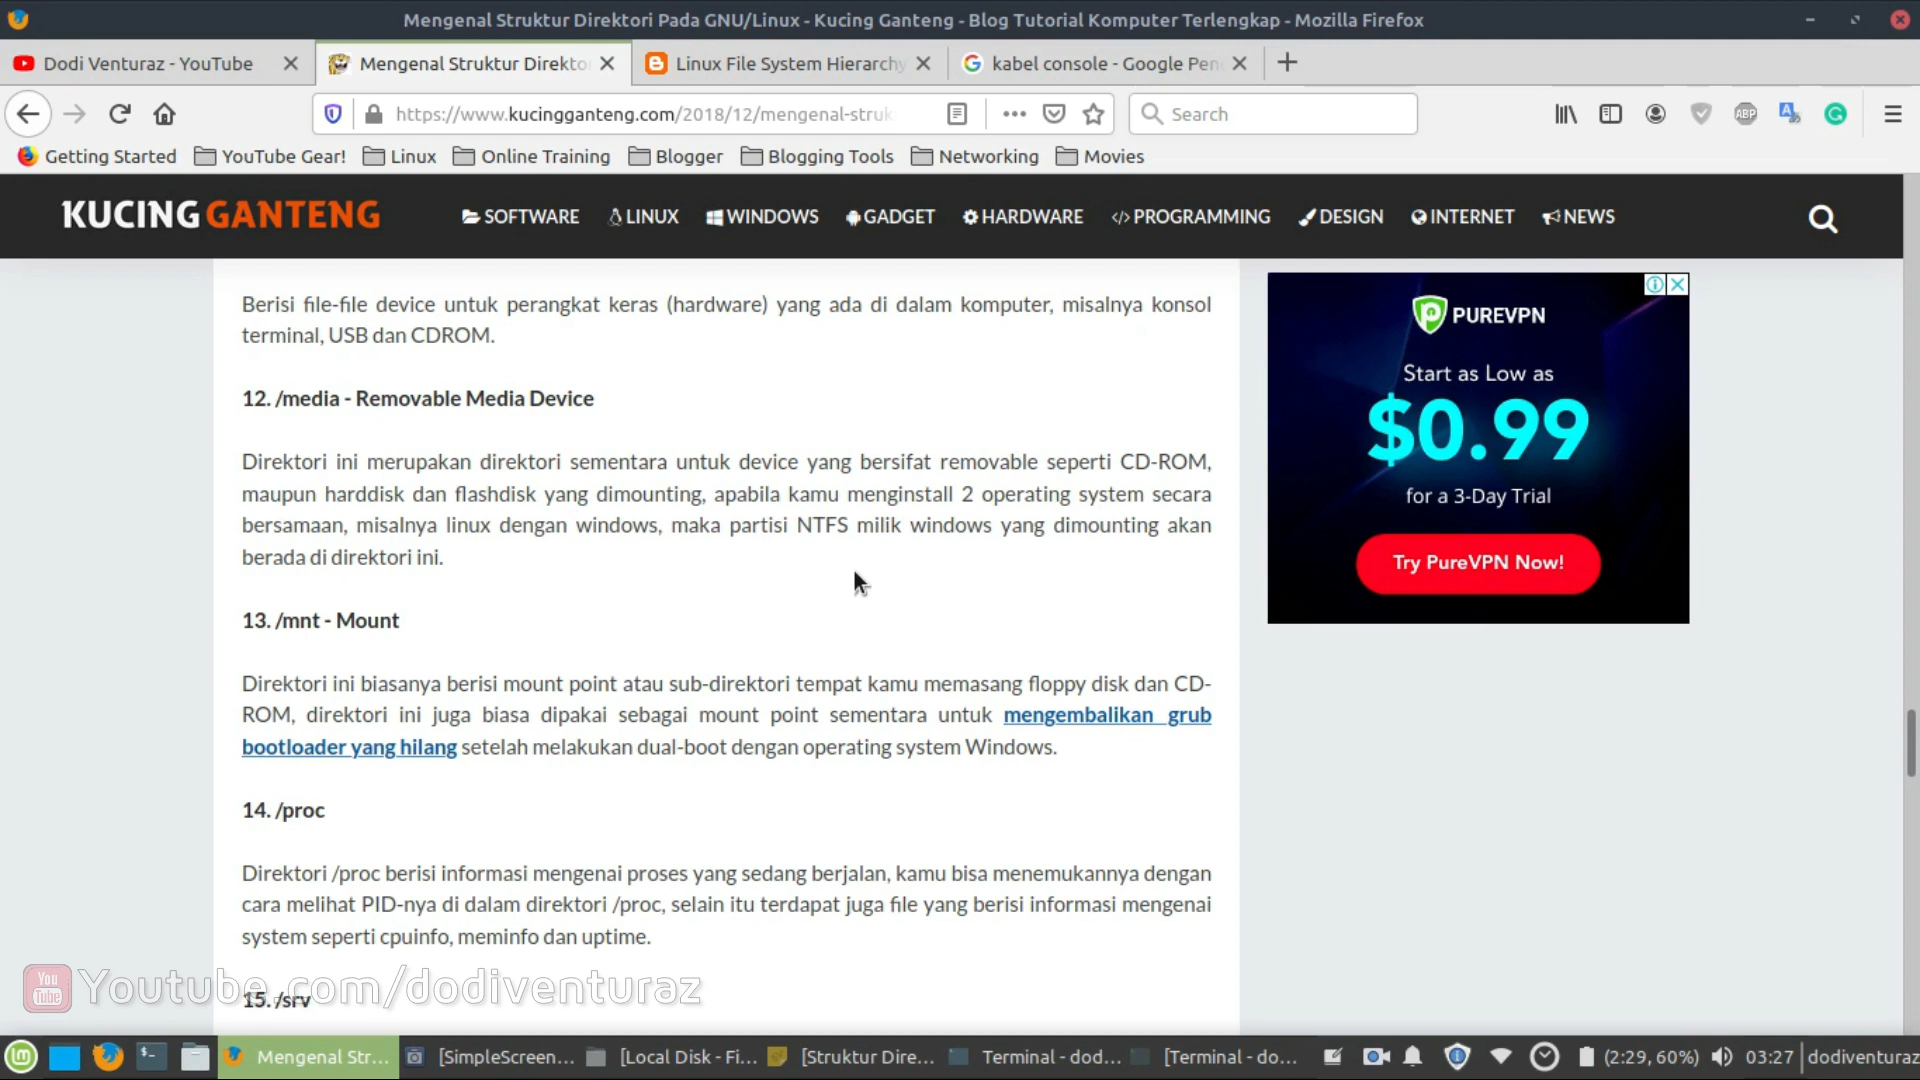 Mengenal Struktur Direktori Pada GNU/Linux - Kucing Ganteng - Blog Tutorial Komputer Terlengkap - Mozilla Firefox
Dodi Venturaz - YouTube
Mengenal Struktur Direkto
Linux File System Hierarchy
kabel console - Google Pen
https://www.kucingganteng.com/2018/12/mengenal-struk
Search
ABP
Getting Started
YouTube Gear!
Linux
Online Training
Blogger
Blogging Tools
Networking
Movies
KUCING GANTENG
SOFTWARE
LINUX
WINDOWS
GADGET
HARDWARE
</> PROGRAMMING
DESIGN
INTERNET
NEWS
Berisi file-file device untuk perangkat keras (hardware) yang ada di dalam komputer, misalnya konsol
terminal, USB dan CDROM.
12. /media - Removable Media Device
Direktori ini merupakan direktori sementara untuk device yang bersifat removable seperti CD-ROM,
maupun harddisk dan flashdisk yang dimounting, apabila kamu menginstall 2 operating system secara
bersamaan, misalnya linux dengan windows, maka partisi NTFS milik windows yang dimounting akan
berada di direktori ini.
13. /mnt - Mount
Direktori ini biasanya berisi mount point atau sub-direktori tempat kamu memasang floppy disk dan CD-
ROM, direktori ini juga biasa dipakai sebagai mount point sementara untuk mengembalikan grub
bootloader yang hilang setelah melakukan dual-boot dengan operating system Windows.
14. /proc
Direktori /proc berisi informasi mengenai proses yang sedang berjalan, kamu bisa menemukannya dengan
cara melihat PID-nya di dalam direktori /proc, selain itu terdapat juga file yang berisi informasi mengenai
system seperti cpuinfo, meminfo dan uptime.
15. /srv
PUREVPN
Start as Low as
$0.99
for a 3-Day Trial
Try PureVPN Now!
You
Tube
Youtube.com/dodiventuraz
Mengenal Str...
[SimpleScreen...
[Local Disk - Fi...
[Struktur Dire...
Terminal - dod...
[Terminal - do...
(2:29, 60%)
03:27
dodiventuraz